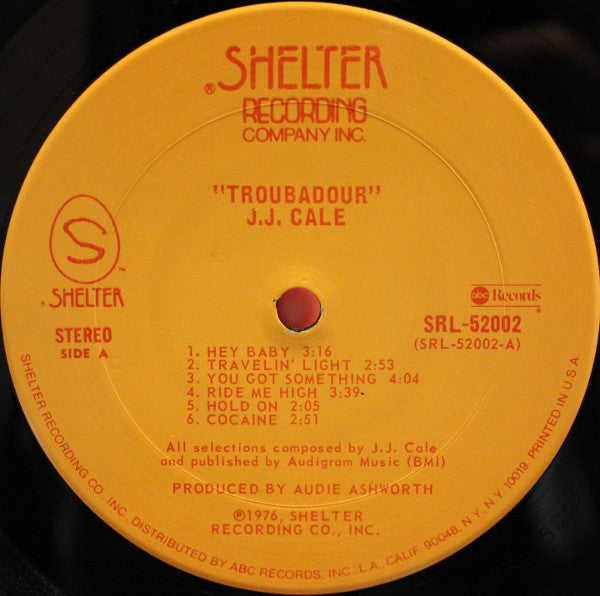 ® SHELTER
RECORDING
COMPANY INC.
"TROUBADOUR"
J.J. CALE
S
™
SHELTER
STEREO
SIDE A
abc Records
®
SRL-52002
(SRL-52002-A)
1. HEY BABY 3:16
2. TRAVELIN' LIGHT 2:53
3. YOU GOT SOMETHING 4:04
4. RIDE ME HIGH 3:39
5. HOLD ON 2:05
6. COCAINE 2:51
All selections composed by J.J. Cale
and published by Audigram Music (BMI)
PRODUCED BY AUDIE ASHWORTH
℗1976, SHELTER
RECORDING CO., INC.
SHELTER RECORDING CO., INC., DISTRIBUTED BY ABC RECORDS, INC., L.A., CALIF. 90048, N.Y., N.Y. 10019. PRINTED IN U.S.A.